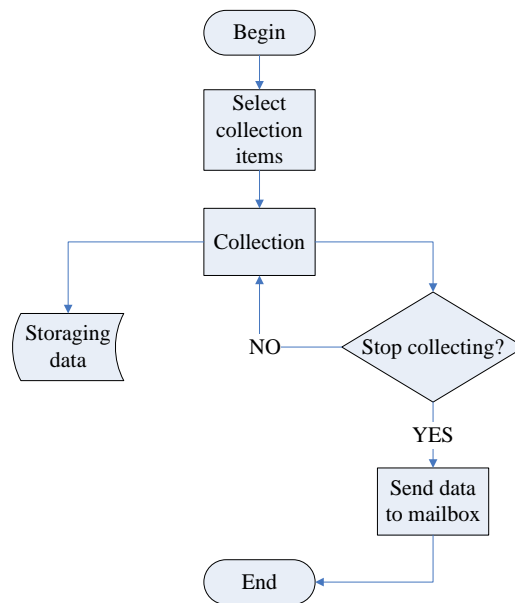 Begin
Select
collection
items
Collection
Storaging
data
NO
Stop collecting?
YES
Send data
to mailbox
End